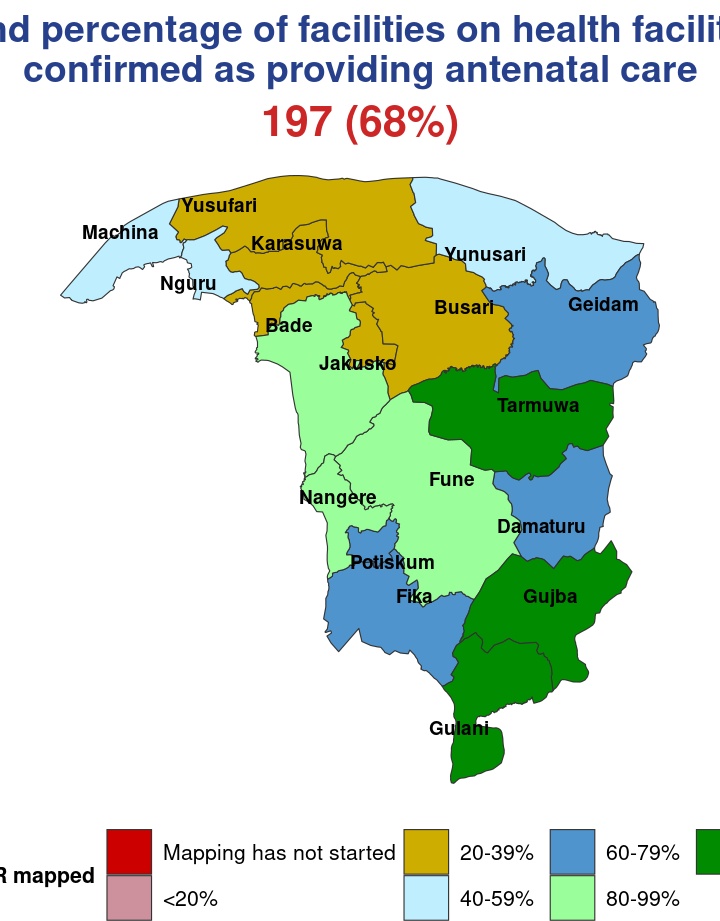 percentage of facilities on health
confirmed as providing antenatal care
197 (68%)
Yusufari
Machina
Karasuwa
Yunusari
Nguru
Geidam
Busari
Bade
Jakusko
Tarmuwa
Fune
Nangere
Damaturu
Potiskum
Fika
Gujba
Gulani
mapped
Mapping has not started
<20%
20-39%
40-59%
60-79%
80-99%